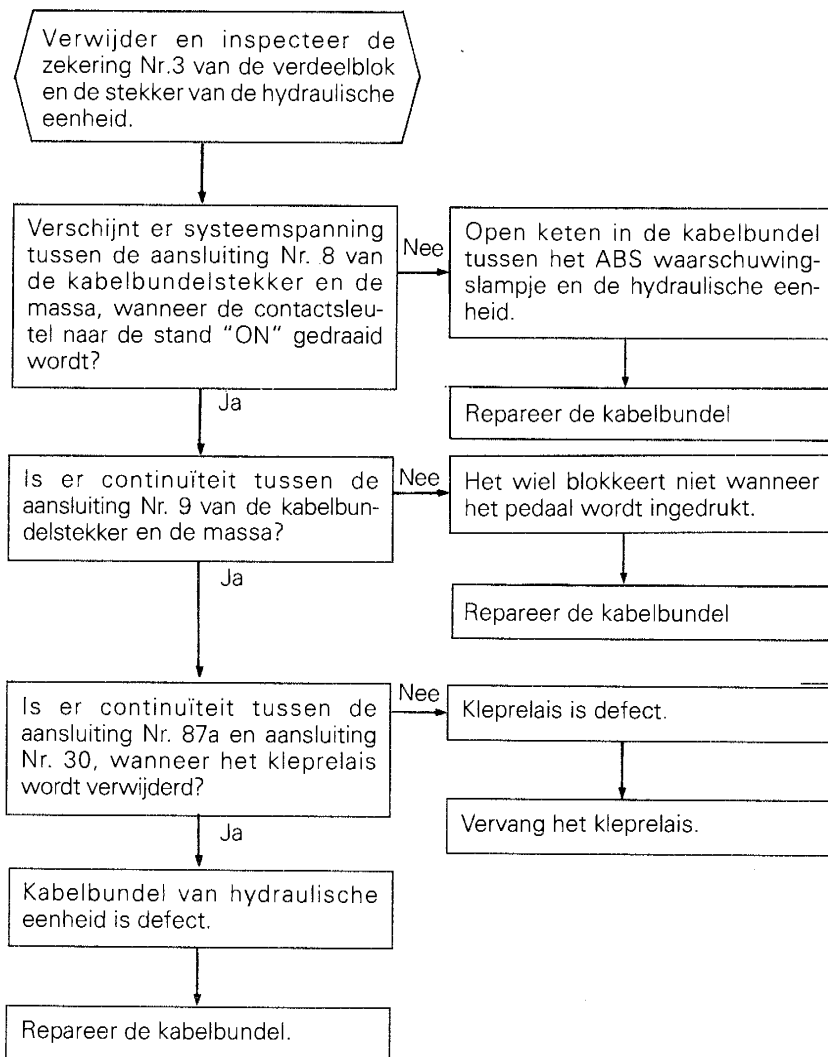 Verwijder en inspecteer de
zekering Nr.3 van de verdeelblok
en de stekker van de hydraulische
eenheid.
Verschijnt er systeemspanning
tussen de aansluiting Nr. 8 van
de kabelbundelstekker en de
massa, wanneer de contactsleu-
tel naar de stand "ON" gedraaid
wordt?
Nee
Open keten in de kabelbundel
tussen het ABS waarschuwing-
slampje en de hydraulische een-
heid.
Ja
Repareer de kabelbundel
Is er continuïteit tussen de
aansluiting Nr. 9 van de kabelbun-
delstekker en de massa?
Nee
Het wiel blokkeert niet wanneer
het pedaal wordt ingedrukt.
Ja
Repareer de kabelbundel
Is er continuïteit tussen de
aansluiting Nr. 87a en aansluiting
Nr. 30, wanneer het kleprelais
wordt verwijderd?
Nee
Kleprelais is defect.
Ja
Vervang het kleprelais.
Kabelbundel van hydraulische
eenheid is defect.
Repareer de kabelbundel.